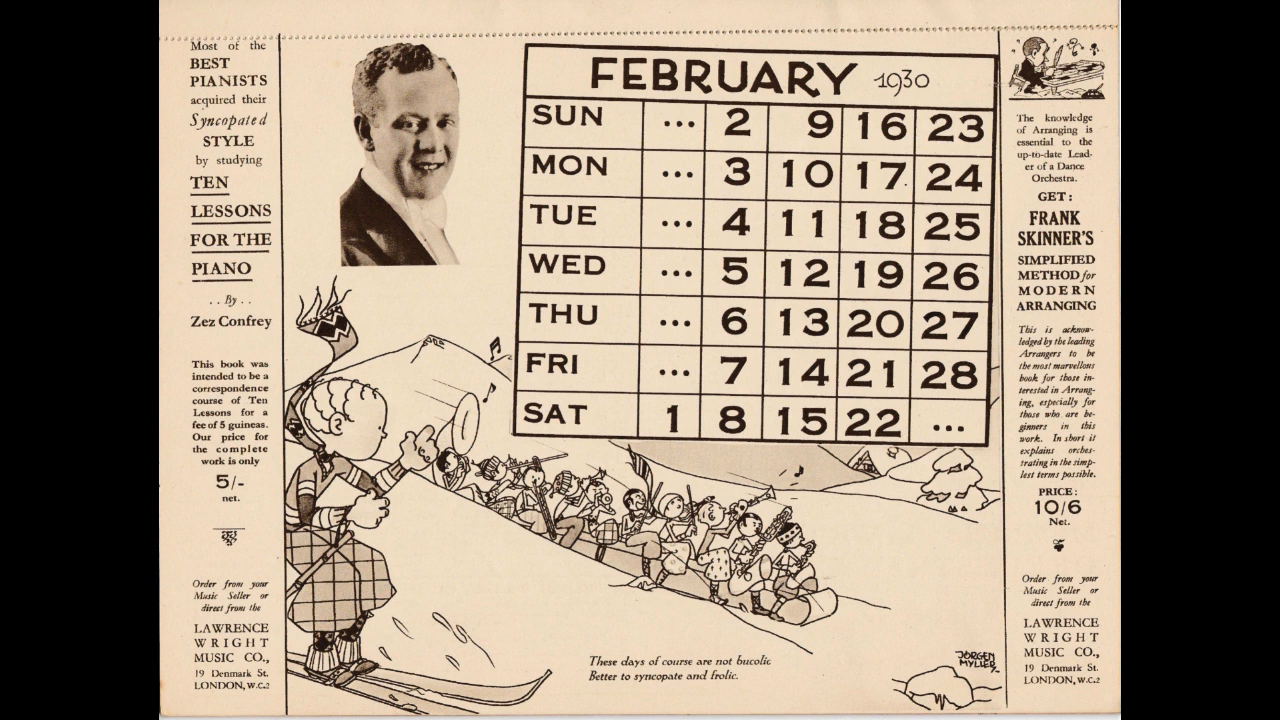 Most of the
BEST
PIANISTS
acquired their
Syncopated
STYLE
by studying
TEN
LESSONS
FOR THE
PIANO
. . By . .
Zez Confrey
This book was
intended to be a
correspondence
course of Ten
Lessons for a
fee of 5 guineas.
Our price for
the complete
work is only
5/-
net.
Order from your
Music Seller or
direct from the
LAWRENCE
WRIGHT
MUSIC CO.,
19 Denmark St.
LONDON, W.C.2
FEBRUARY 1930
SUN ... 2 9 16 23
MON ... 3 10 17 24
TUE ... 4 11 18 25
WED ... 5 12 19 26
THU ... 6 13 20 27
FRI ... 7 14 21 28
SAT 1 8 15 22 ...
These days of course are not bucolic
Better to syncopate and frolic.
JÖRGEN
MYLLER
The knowledge
of Arranging is
essential to the
up-to-date Lead-
er of a Dance
Orchestra.
GET:
FRANK
SKINNER'S
SIMPLIFIED
METHOD for
MODERN
ARRANGING
This is acknow-
ledged by the leading
Arrangers to be
the most marvellous
book for those in-
terested in Arrang-
ing, especially for
those who are be-
ginners in this
work. In short it
explains orches-
trating in the simp-
lest terms possible.
PRICE:
10/6
Net.
Order from your
Music Seller or
direct from the
LAWRENCE
WRIGHT
MUSIC CO.,
19 Denmark St.
LONDON, W.C.2